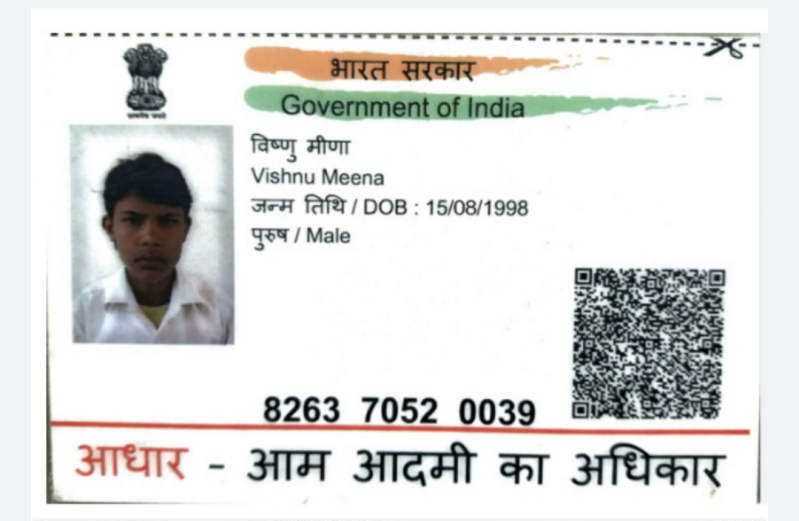 भारत सरकार
Government of India
विष्णु मीणा
Vishnu Meena
जन्म तिथि / DOB : 15/08/1998
पुरुष / Male
8263 7052 0039
आधार - आम आदमी का अधिकार